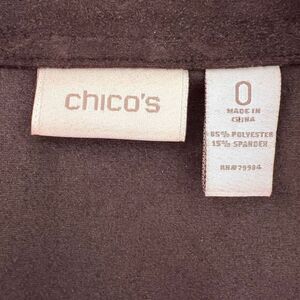 chico's
0
MADE IN
CHINA
85% POLYESTER
15% SPANDEX
RN#79984